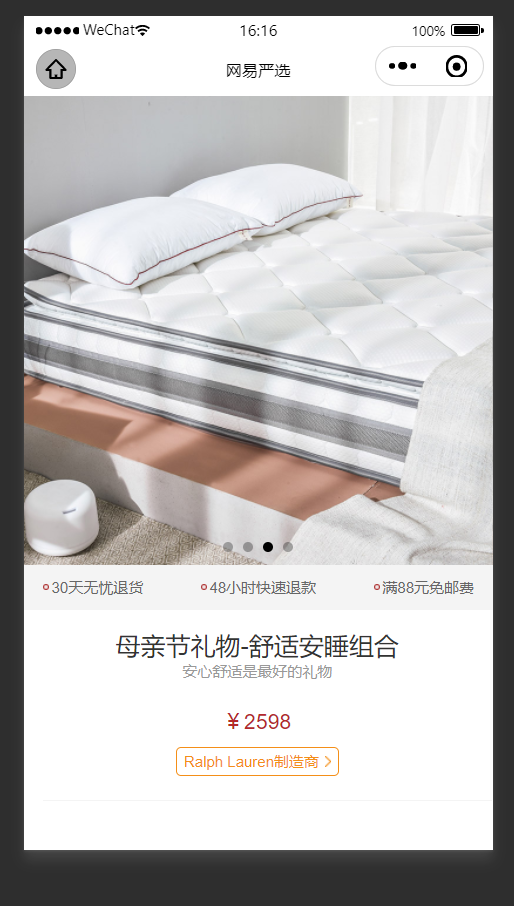 WeChat 16:16 100%
网易严选
30天无忧退货 48小时快速退款 满88元免邮费
母亲节礼物-舒适安睡组合
安心舒适是最好的礼物
¥ 2598
Ralph Lauren制造商